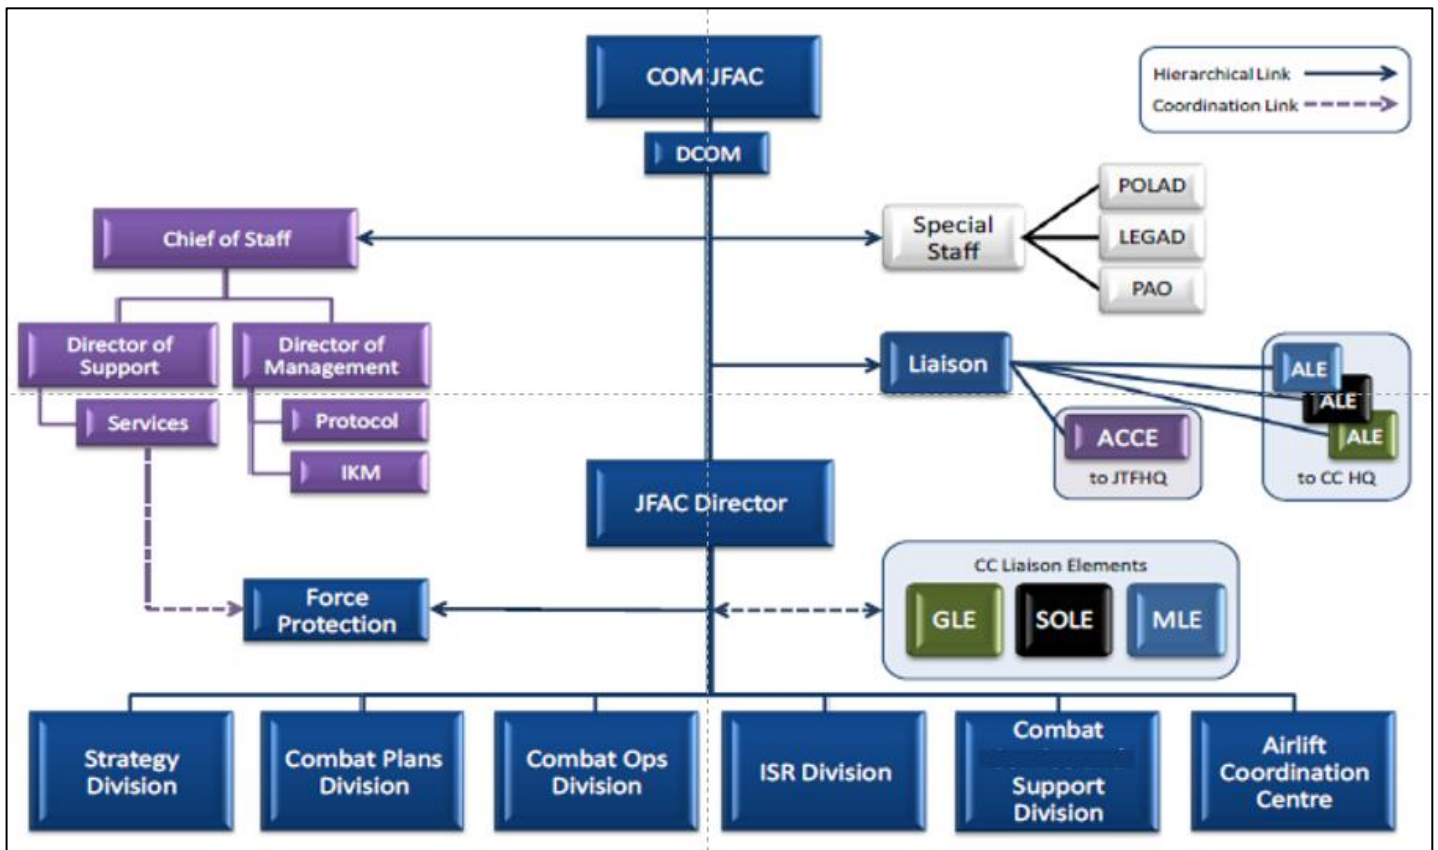 COM JFAC
Hierarchical Link
Coordination Link
DCOM
POLAD
Chief of Staff
Special
Staff
LEGAD
PAO
Director of
Support
Director of
Management
Liaison
ALE
ALE
ALE
to CC HQ
Services
Protocol
IKM
ACCE
to JTFHQ
JFAC Director
CC Liaison Elements
Force
Protection
GLE
SOLE
MLE
Strategy
Division
Combat Plans
Division
Combat Ops
Division
ISR Division
Combat
Support
Division
Airlift
Coordination
Centre